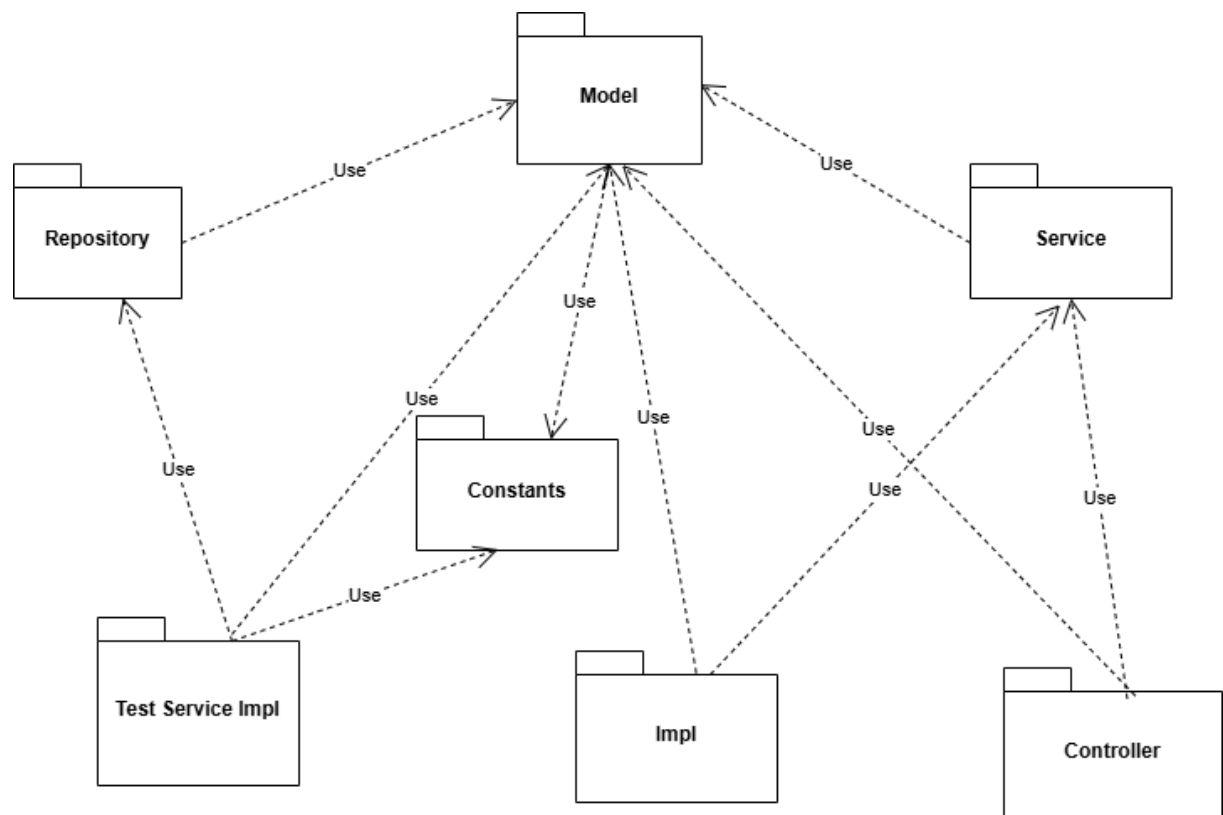 Model
Use
Use
Repository
Service
Use
Use
Use
Use
Use
Constants
Use
Use
Use
Use
Test Service Impl
Impl
Controller